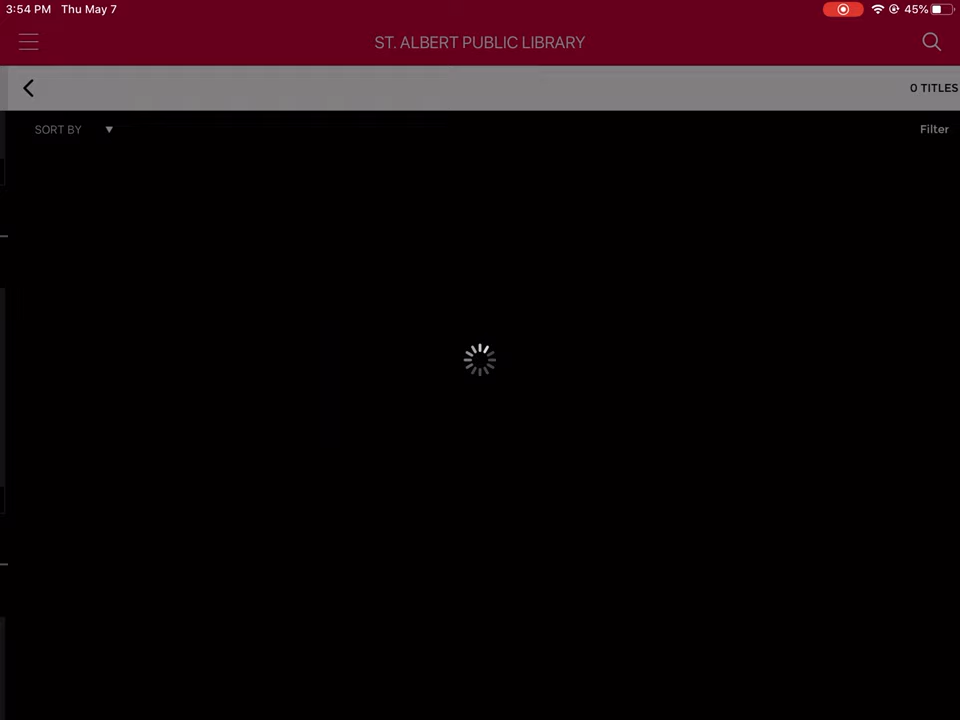 3:54 PM Thu May 7
45%
ST. ALBERT PUBLIC LIBRARY
0 TITLES
SORT BY ▼
Filter